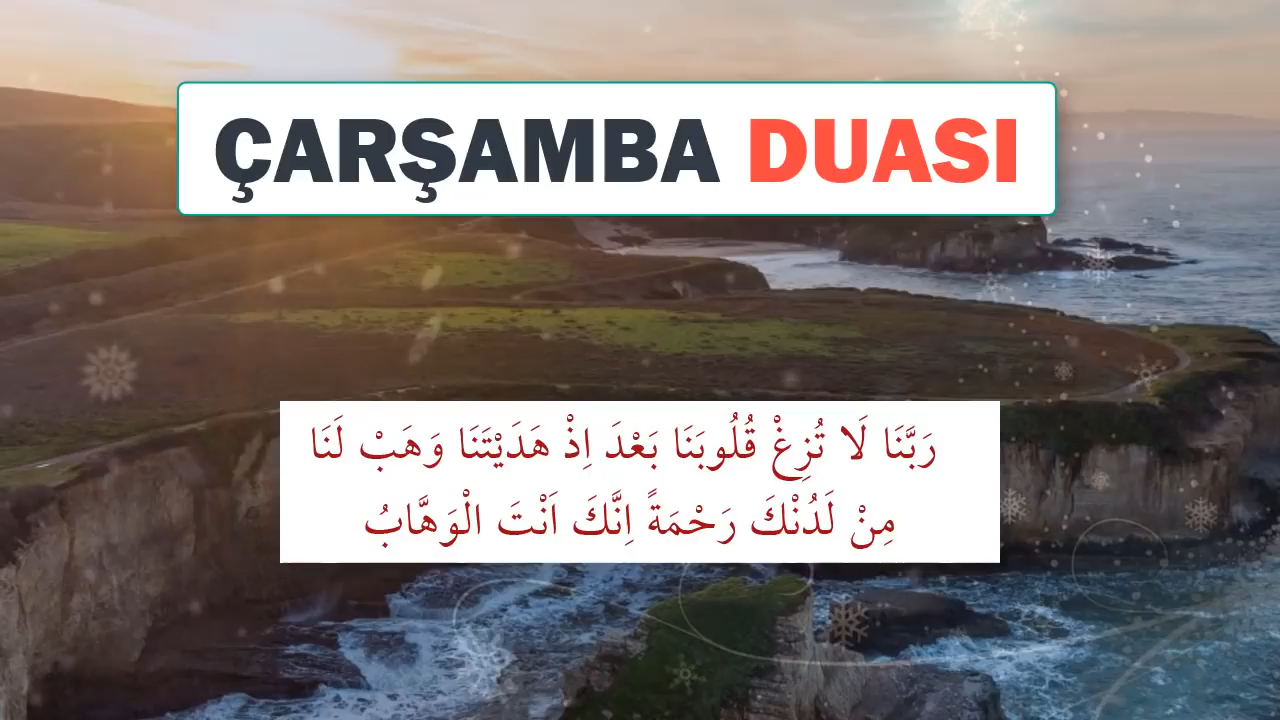 ÇARŞAMBA DUASI
رَبَّنَا لَا تُزِغْ قُلُوبَنَا بَعْدَ اِذْ هَدَيْتَنَا وَهَبْ لَنَا
مِنْ لَدُنْكَ رَحْمَةً اِنَّكَ اَنْتَ الْوَهَّابُ